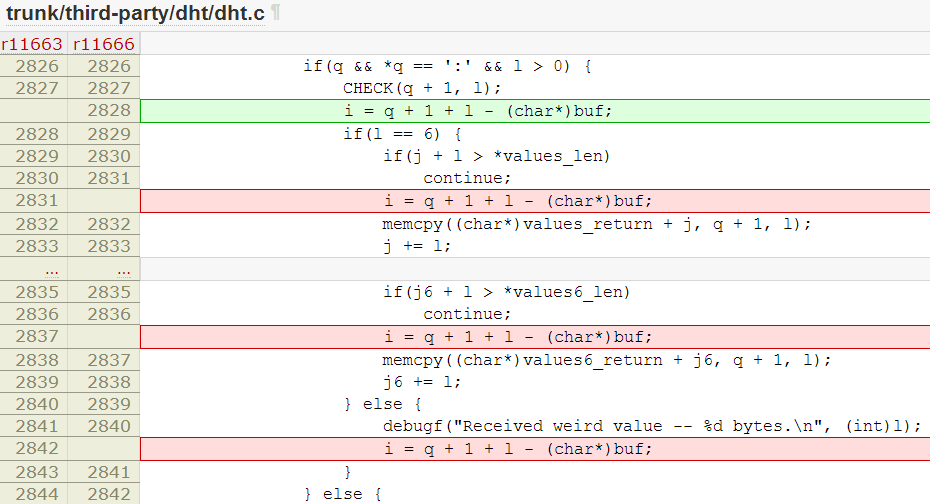 trunk/third-party/dht/dht.c ¶
r11663 r11666
2826 2826 if(q && *q == ':' && l > 0) {
2827 2827 CHECK(q + 1, l);
2828 i = q + 1 + l - (char*)buf;
2828 2829 if(l == 6) {
2829 2830 if(j + l > *values_len)
2830 2831 continue;
2831 i = q + 1 + l - (char*)buf;
2832 2832 memcpy((char*)values_return + j, q + 1, l);
2833 2833 j += l;
... ...
2835 2835 if(j6 + l > *values6_len)
2836 2836 continue;
2837 i = q + 1 + l - (char*)buf;
2838 2837 memcpy((char*)values6_return + j6, q + 1, l);
2839 2838 j6 += l;
2840 2839 } else {
2841 2840 debugf("Received weird value -- %d bytes.\n", (int)l);
2842 i = q + 1 + l - (char*)buf;
2843 2841 }
2844 2842 } else {